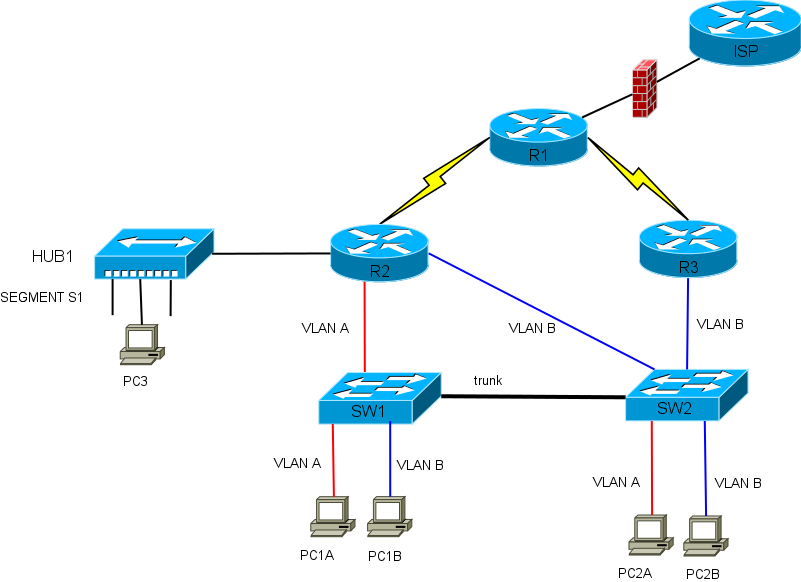 ISP
R1
HUB1
R2
R3
SEGMENT S1
VLAN A
VLAN B
VLAN B
PC3
trunk
SW1
SW2
VLAN A
VLAN B
VLAN A
VLAN B
PC1A
PC1B
PC2A
PC2B